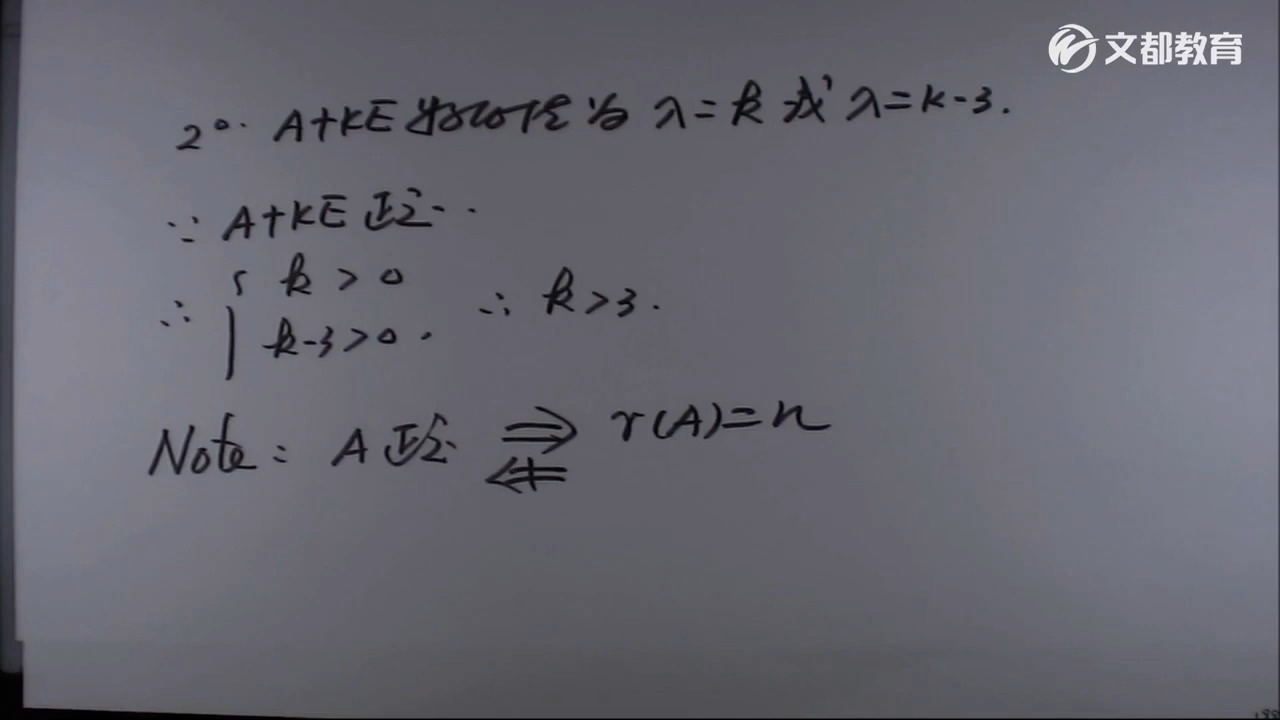 文都教育
2°. A+KE 的特征值为 λ=k 或 λ=k-3.
∵ A+KE 正定.
∴ { k>0
k-3>0. ∴ k>3.
Note: A 正定 ⇒ r(A)=n
⇍